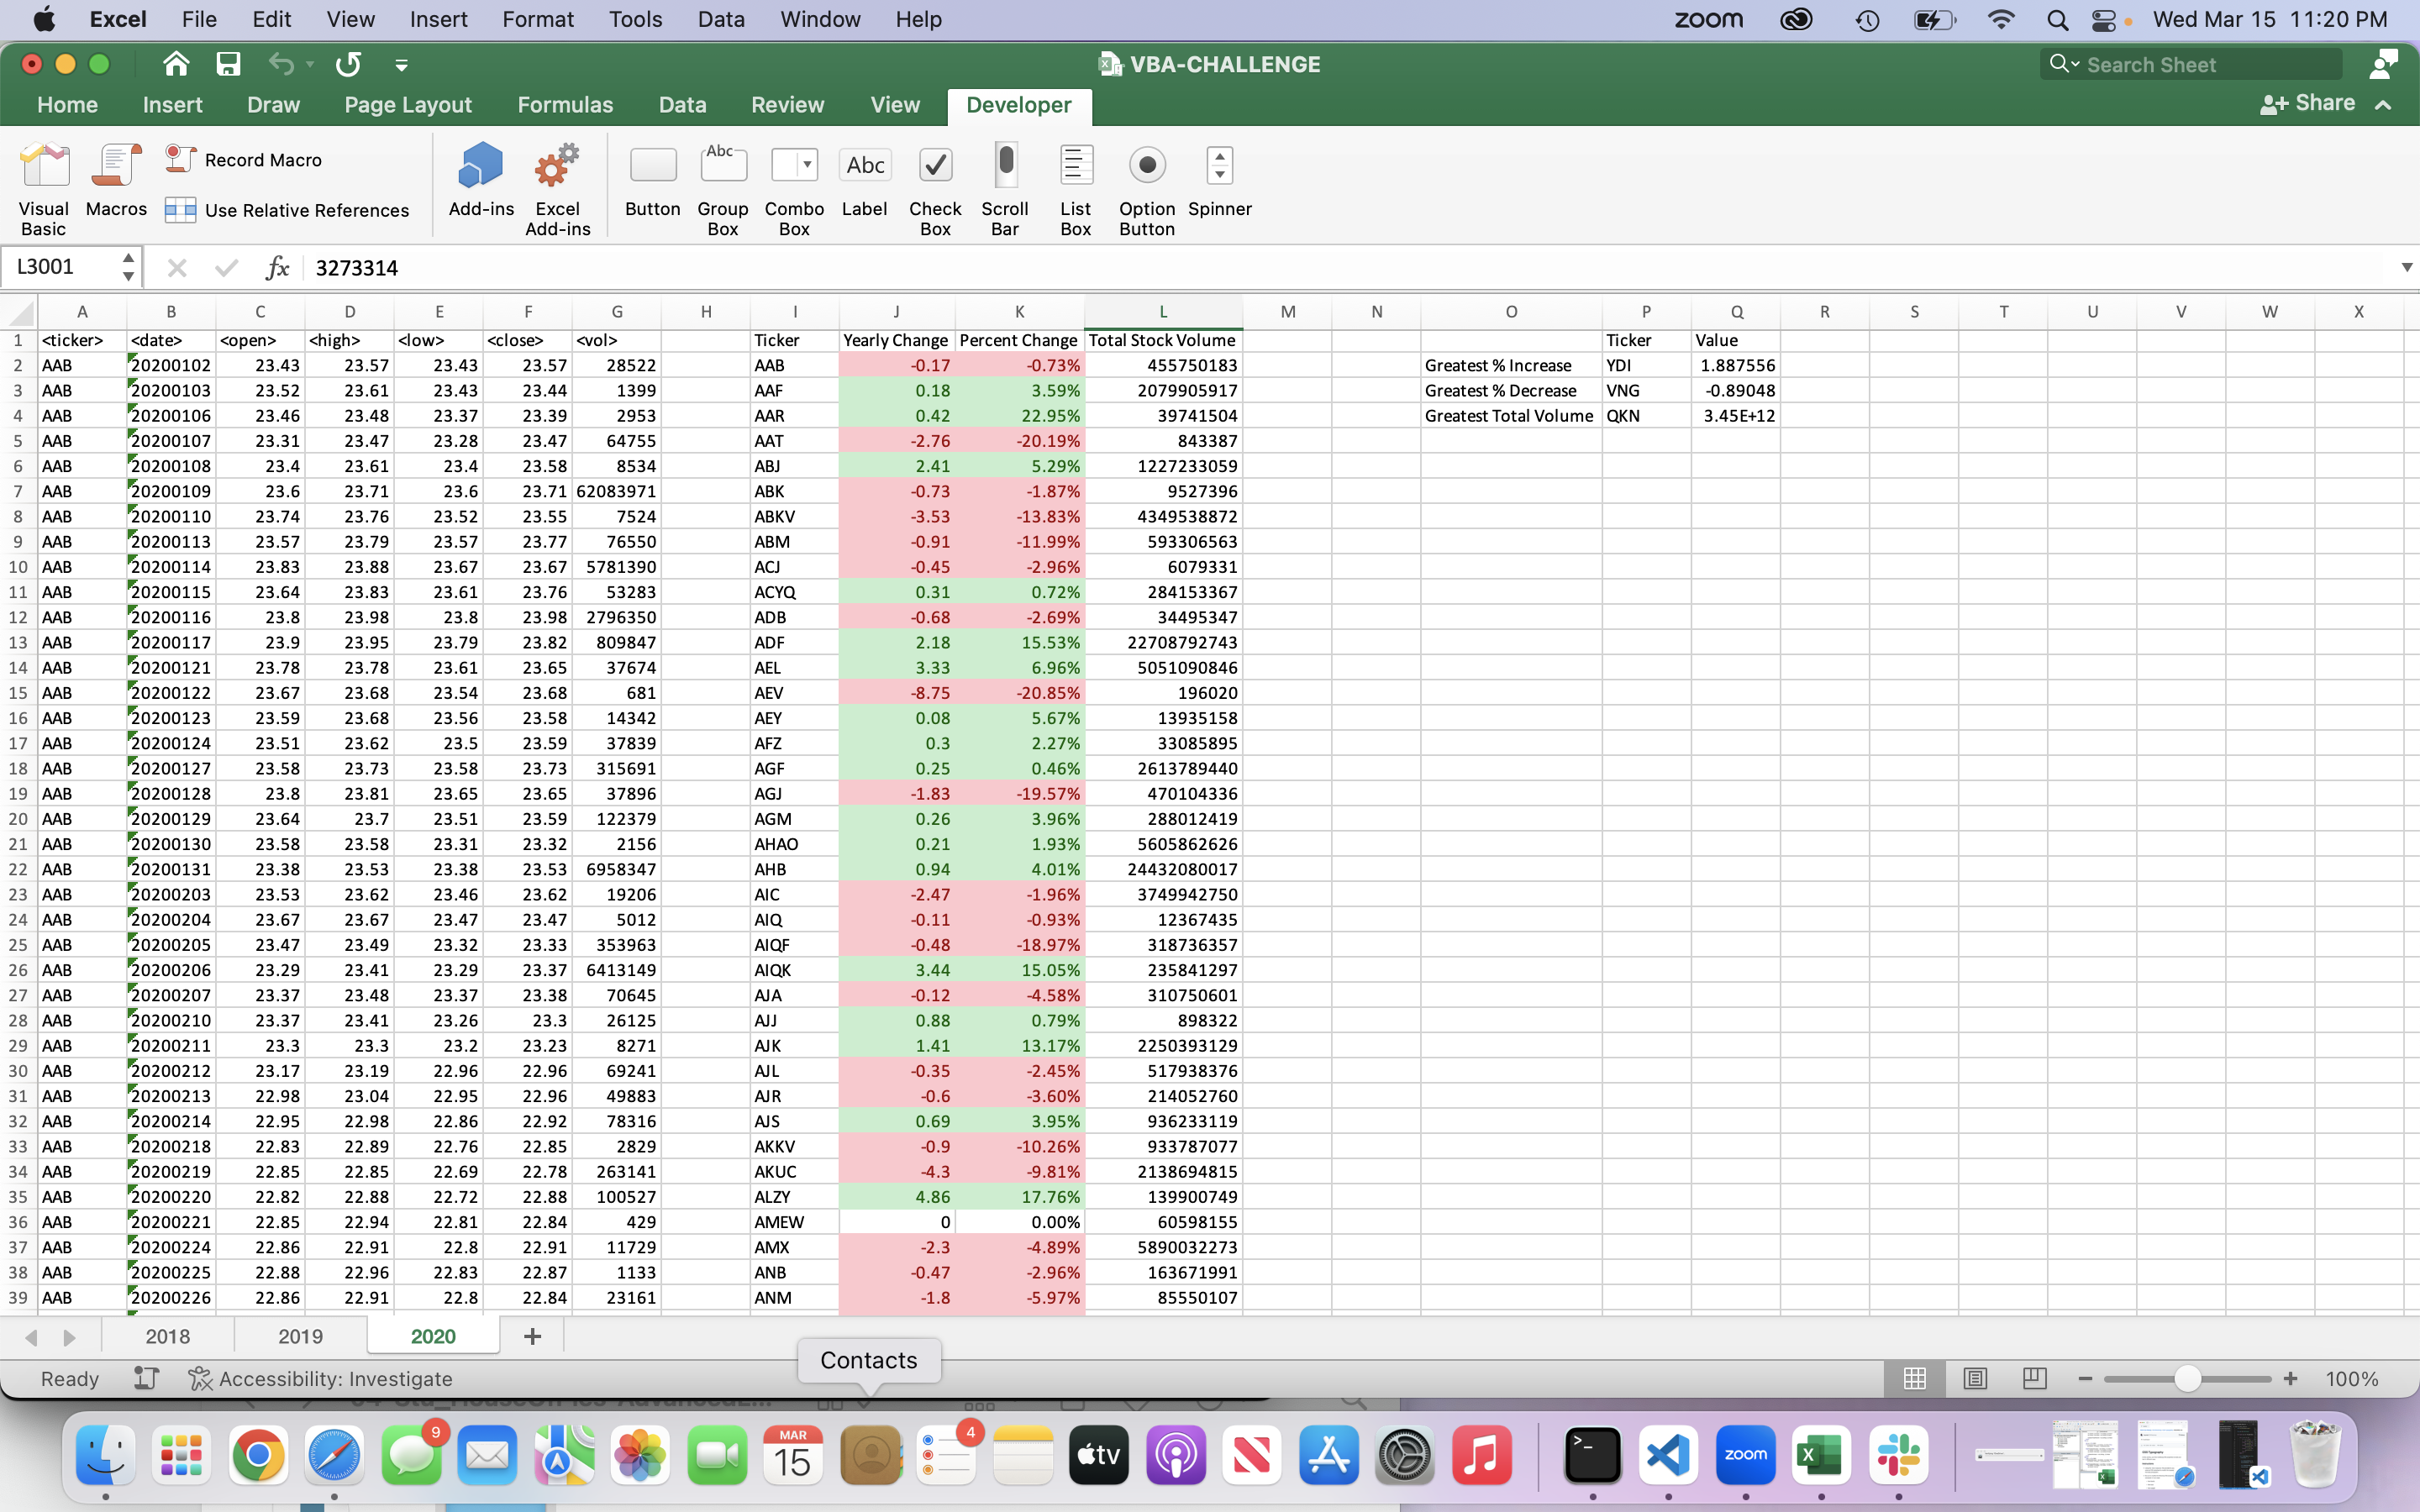 Excel File Edit View Insert Format Tools Data Window Help zoom Wed Mar 15 11:20 PM
VBA-CHALLENGE Search Sheet
Home Insert Draw Page Layout Formulas Data Review View Developer Share
Visual Basic Macros Record Macro Use Relative References Add-ins Excel Add-ins Button Abc Group Box Combo Box Abc Label Check Box Scroll Bar List Box Option Button Spinner
L3001 fx 3273314
A B C D E F G H I J K L M N O P Q R S T U V W X
1 <ticker> <date> <open> <high> <low> <close> <vol> Ticker Yearly Change Percent Change Total Stock Volume Ticker Value
2 AAB 20200102 23.43 23.57 23.43 23.57 28522 AAB -0.17 -0.73% 455750183 Greatest % Increase YDI 1.887556
3 AAB 20200103 23.52 23.61 23.43 23.44 1399 AAF 0.18 3.59% 2079905917 Greatest % Decrease VNG -0.89048
4 AAB 20200106 23.46 23.48 23.37 23.39 2953 AAR 0.42 22.95% 39741504 Greatest Total Volume QKN 3.45E+12
5 AAB 20200107 23.31 23.47 23.28 23.47 64755 AAT -2.76 -20.19% 843387
6 AAB 20200108 23.4 23.61 23.4 23.58 8534 ABJ 2.41 5.29% 1227233059
7 AAB 20200109 23.6 23.71 23.6 23.71 62083971 ABK -0.73 -1.87% 9527396
8 AAB 20200110 23.74 23.76 23.52 23.55 7524 ABKV -3.53 -13.83% 4349538872
9 AAB 20200113 23.57 23.79 23.57 23.77 76550 ABM -0.91 -11.99% 593306563
10 AAB 20200114 23.83 23.88 23.67 23.67 5781390 ACJ -0.45 -2.96% 6079331
11 AAB 20200115 23.64 23.83 23.61 23.76 53283 ACYQ 0.31 0.72% 284153367
12 AAB 20200116 23.8 23.98 23.8 23.98 2796350 ADB -0.68 -2.69% 34495347
13 AAB 20200117 23.9 23.95 23.79 23.82 809847 ADF 2.18 15.53% 22708792743
14 AAB 20200121 23.78 23.78 23.61 23.65 37674 AEL 3.33 6.96% 5051090846
15 AAB 20200122 23.67 23.68 23.54 23.68 681 AEV -8.75 -20.85% 196020
16 AAB 20200123 23.59 23.68 23.56 23.58 14342 AEY 0.08 5.67% 13935158
17 AAB 20200124 23.51 23.62 23.5 23.59 37839 AFZ 0.3 2.27% 33085895
18 AAB 20200127 23.58 23.73 23.58 23.73 315691 AGF 0.25 0.46% 2613789440
19 AAB 20200128 23.8 23.81 23.65 23.65 37896 AGJ -1.83 -19.57% 470104336
20 AAB 20200129 23.64 23.7 23.51 23.59 122379 AGM 0.26 3.96% 288012419
21 AAB 20200130 23.58 23.58 23.31 23.32 2156 AHAO 0.21 1.93% 5605862626
22 AAB 20200131 23.38 23.53 23.38 23.53 6958347 AHB 0.94 4.01% 24432080017
23 AAB 20200203 23.53 23.62 23.46 23.62 19206 AIC -2.47 -1.96% 3749942750
24 AAB 20200204 23.67 23.67 23.47 23.47 5012 AIQ -0.11 -0.93% 12367435
25 AAB 20200205 23.47 23.49 23.32 23.33 353963 AIQF -0.48 -18.97% 318736357
26 AAB 20200206 23.29 23.41 23.29 23.37 6413149 AIQK 3.44 15.05% 235841297
27 AAB 20200207 23.37 23.48 23.37 23.38 70645 AJA -0.12 -4.58% 310750601
28 AAB 20200210 23.37 23.41 23.26 23.3 26125 AJJ 0.88 0.79% 898322
29 AAB 20200211 23.3 23.3 23.2 23.23 8271 AJK 1.41 13.17% 2250393129
30 AAB 20200212 23.17 23.19 22.96 22.96 69241 AJL -0.35 -2.45% 517938376
31 AAB 20200213 22.98 23.04 22.95 22.96 49883 AJR -0.6 -3.60% 214052760
32 AAB 20200214 22.95 22.98 22.86 22.92 78316 AJS 0.69 3.95% 936233119
33 AAB 20200218 22.83 22.89 22.76 22.85 2829 AKKV -0.9 -10.26% 933787077
34 AAB 20200219 22.85 22.85 22.69 22.78 263141 AKUC -4.3 -9.81% 2138694815
35 AAB 20200220 22.82 22.88 22.72 22.88 100527 ALZY 4.86 17.76% 139900749
36 AAB 20200221 22.85 22.94 22.81 22.84 429 AMEW 0 0.00% 60598155
37 AAB 20200224 22.86 22.91 22.8 22.91 11729 AMX -2.3 -4.89% 5890032273
38 AAB 20200225 22.88 22.96 22.83 22.87 1133 ANB -0.47 -2.96% 163671991
39 AAB 20200226 22.86 22.91 22.8 22.84 23161 ANM -1.8 -5.97% 85550107
2018 2019 2020 +
Contacts
Ready Accessibility: Investigate 100%
9 MAR 15 4 tv zoom